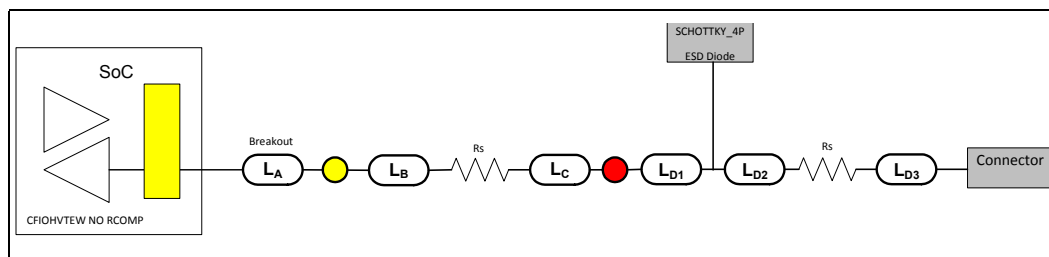 SCHOTTKY_4P
ESD Diode
SoC
Breakout
Rs
Rs
LA
LB
LC
LD1
LD2
LD3
Connector
CFIOHVTEW NO RCOMP